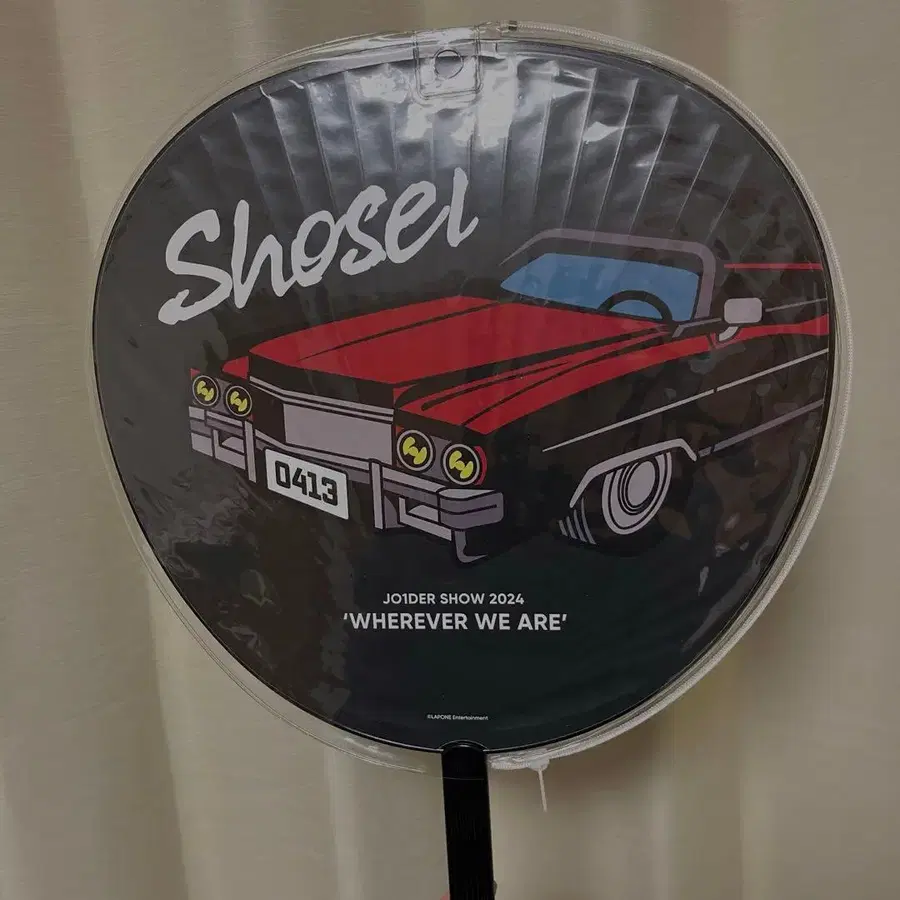 Shosei
0413
JO1DER SHOW 2024
‘WHEREVER WE ARE’
©LAPONE Entertainment